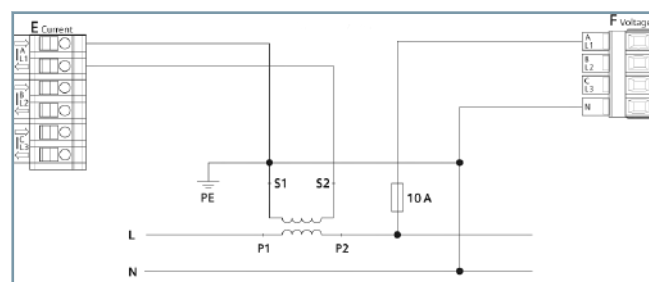 E Current
F Voltage
A
L1
B
L2
C
L3
A
L1
B
L2
C
L3
N
S1 S2
PE
10 A
L
P1 P2
N